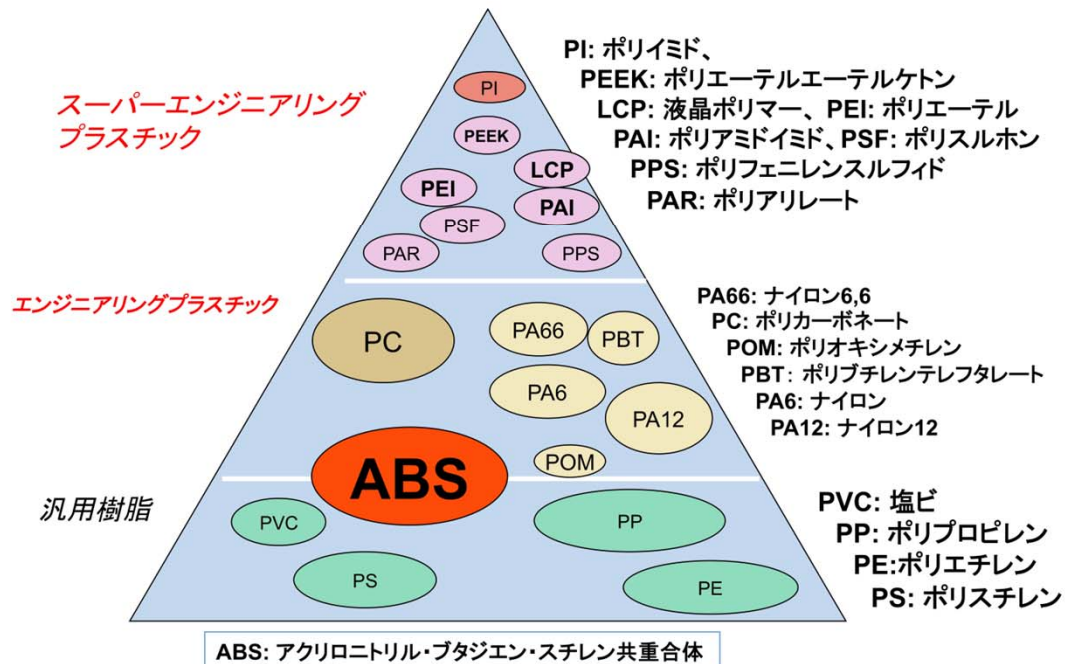 PI: ポリイミド、
PEEK: ポリエーテルエーテルケトン
LCP: 液晶ポリマー、PEI: ポリエーテル
PAI: ポリアミドイミド、PSF: ポリスルホン
PPS: ポリフェニレンスルフィド
PAR: ポリアリレート
スーパーエンジニアリング
プラスチック
PI
PEEK
LCP
PEI
PAI
PSF
PAR
PPS
エンジニアリングプラスチック
PA66: ナイロン6,6
PC: ポリカーボネート
POM: ポリオキシメチレン
PBT: ポリブチレンテレフタレート
PA6: ナイロン
PA12: ナイロン12
PC
PA66
PBT
PA6
PA12
POM
ABS
汎用樹脂
PVC
PP
PS
PE
PVC: 塩ビ
PP: ポリプロピレン
PE:ポリエチレン
PS: ポリスチレン
ABS: アクリロニトリル・ブタジエン・スチレン共重合体